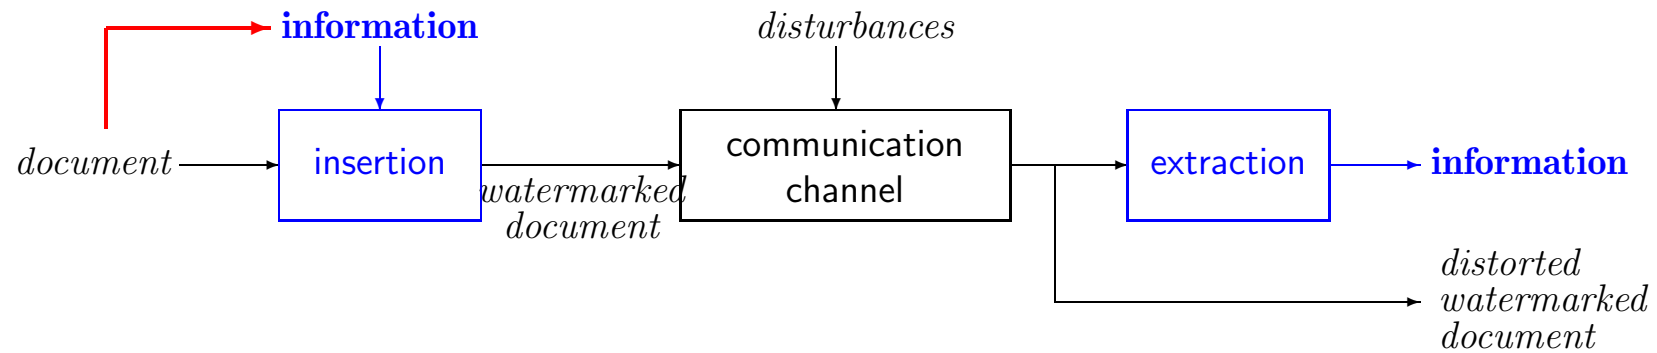 information
disturbances
document
insertion
watermarked
document
communication
channel
extraction
information
distorted
watermarked
document